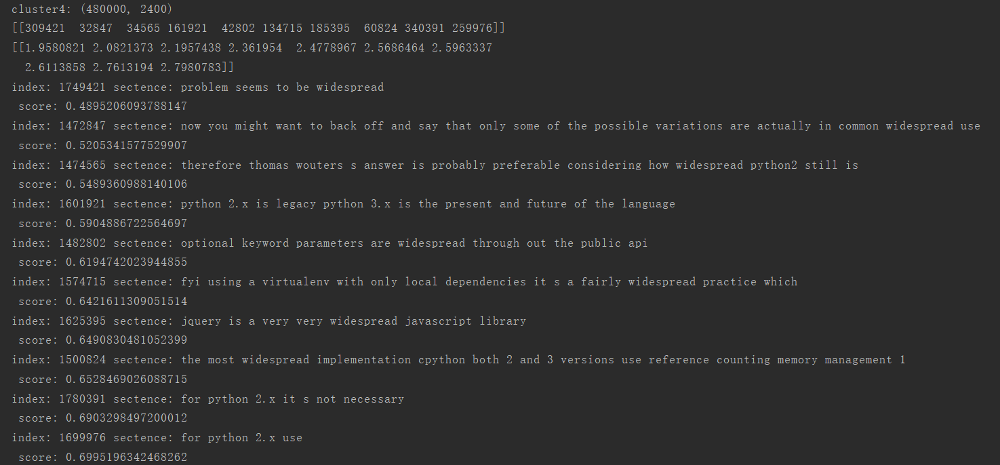 cluster4: (480000, 2400)
[[309421  32847  34565 161921  42802 134715 185395  60824 340391 259976]]
[[1.9580821 2.0821373 2.1957438 2.361954  2.4778967 2.5686464 2.5963337
  2.6113858 2.7613194 2.7980783]]
index: 1749421 sectence: problem seems to be widespread
 score: 0.4895206093788147
index: 1472847 sectence: now you might want to back off and say that only some of the possible variations are actually in common widespread use
 score: 0.5205341577529907
index: 1474565 sectence: therefore thomas wouters s answer is probably preferable considering how widespread python2 still is
 score: 0.5489360988140106
index: 1601921 sectence: python 2.x is legacy python 3.x is the present and future of the language
 score: 0.5904886722564697
index: 1482802 sectence: optional keyword parameters are widespread through out the public api
 score: 0.6194742023944855
index: 1574715 sectence: fyi using a virtualenv with only local dependencies it s a fairly widespread practice which
 score: 0.6421611309051514
index: 1625395 sectence: jquery is a very very widespread javascript library
 score: 0.6490830481052399
index: 1500824 sectence: the most widespread implementation cpython both 2 and 3 versions use reference counting memory management 1
 score: 0.6528469026088715
index: 1780391 sectence: for python 2.x it s not necessary
 score: 0.6903298497200012
index: 1699976 sectence: for python 2.x use
 score: 0.6995196342468262